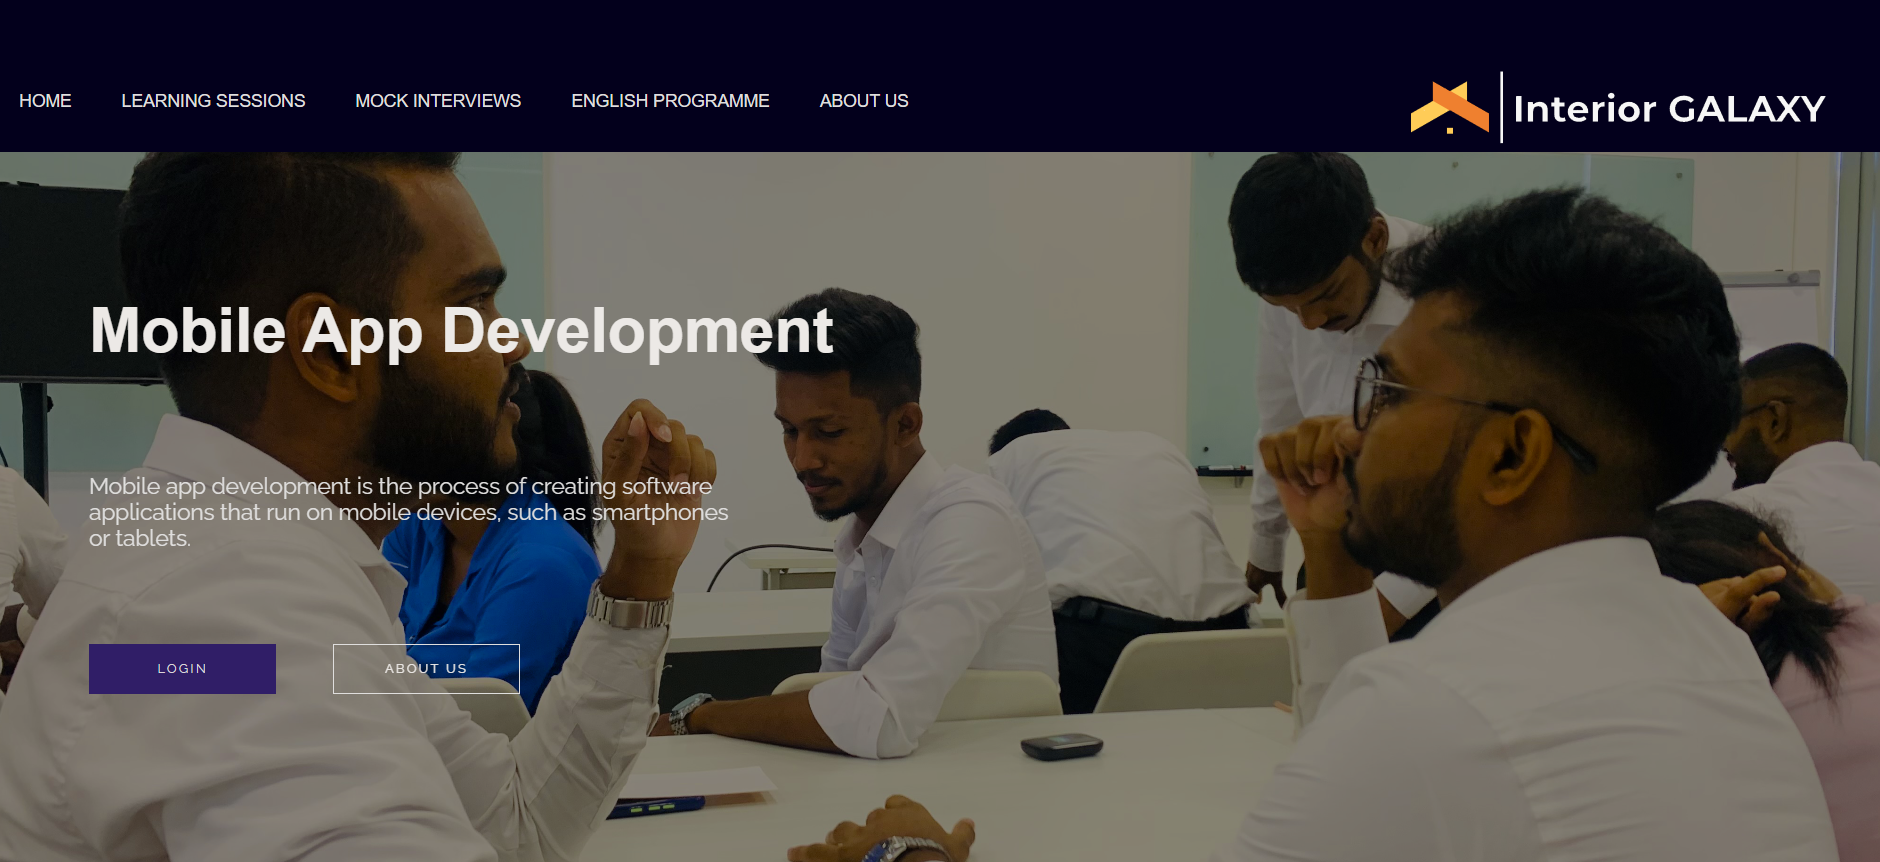 HOME
LEARNING SESSIONS
MOCK INTERVIEWS
ENGLISH PROGRAMME
ABOUT US
Interior GALAXY
Mobile App Development
Mobile app development is the process of creating software
applications that run on mobile devices, such as smartphones
or tablets.
LOGIN
ABOUT US